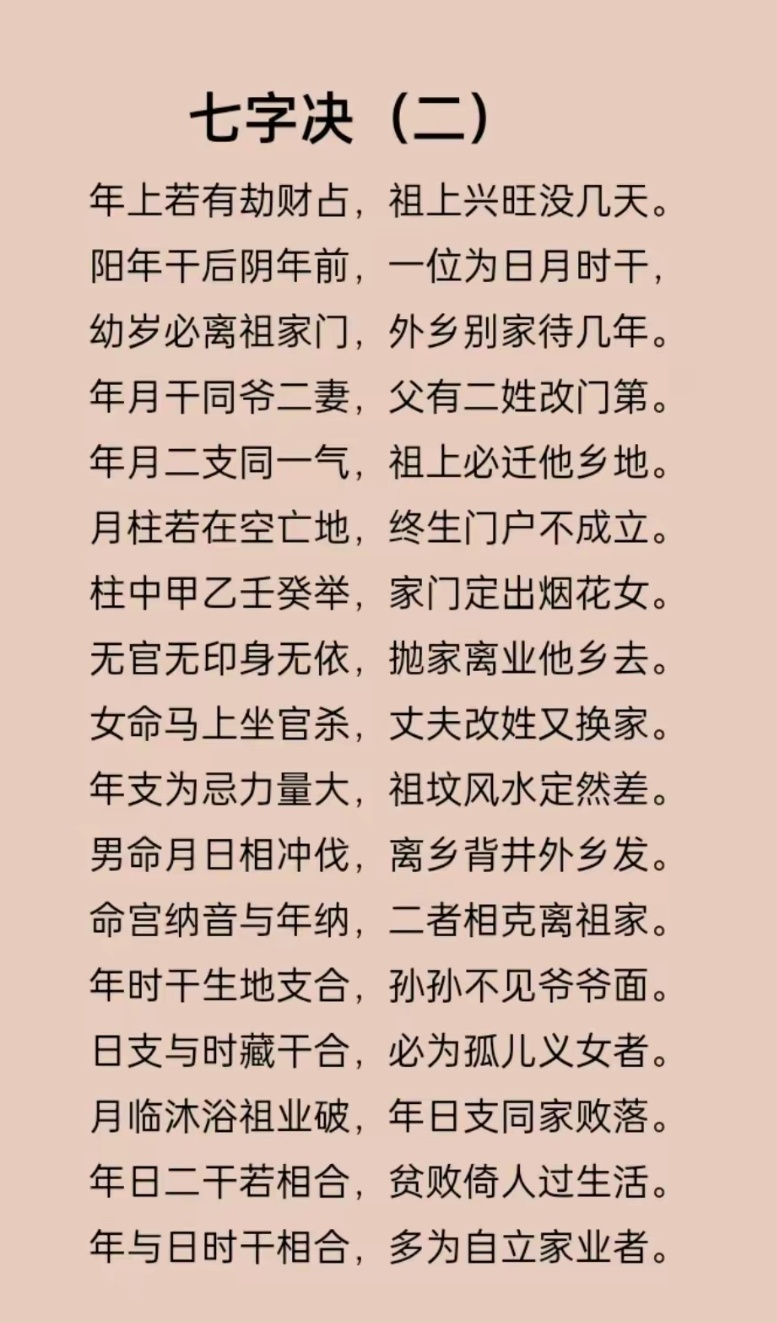 七字决（二）
年上若有劫财占，祖上兴旺没几天。
阳年干后阴年前，一位为日月时干，
幼岁必离祖家门，外乡别家待几年。
年月干同爷二妻，父有二姓改门第。
年月二支同一气，祖上必迁他乡地。
月柱若在空亡地，终生门户不成立。
柱中甲乙壬癸举，家门定出烟花女。
无官无印身无依，抛家离业他乡去。
女命马上坐官杀，丈夫改姓又换家。
年支为忌力量大，祖坟风水定然差。
男命月日相冲伐，离乡背井外乡发。
命宫纳音与年纳，二者相克离祖家。
年时干生地支合，孙孙不见爷爷面。
日支与时藏干合，必为孤儿义女者。
月临沐浴祖业破，年日支同家败落。
年日二干若相合，贫败倚人过生活。
年与日时干相合，多为自立家业者。